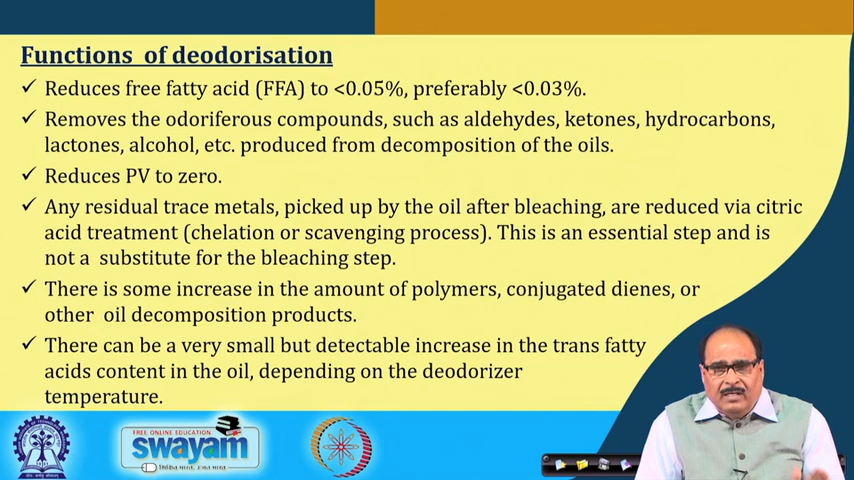 Functions of deodorisation
✓ Reduces free fatty acid (FFA) to <0.05%, preferably <0.03%.
✓ Removes the odoriferous compounds, such as aldehydes, ketones, hydrocarbons,
lactones, alcohol, etc. produced from decomposition of the oils.
✓ Reduces PV to zero.
✓ Any residual trace metals, picked up by the oil after bleaching, are reduced via citric
acid treatment (chelation or scavenging process). This is an essential step and is
not a substitute for the bleaching step.
✓ There is some increase in the amount of polymers, conjugated dienes, or
other oil decomposition products.
✓ There can be a very small but detectable increase in the trans fatty
acids content in the oil, depending on the deodorizer
temperature.
FREE ONLINE EDUCATION
swayam